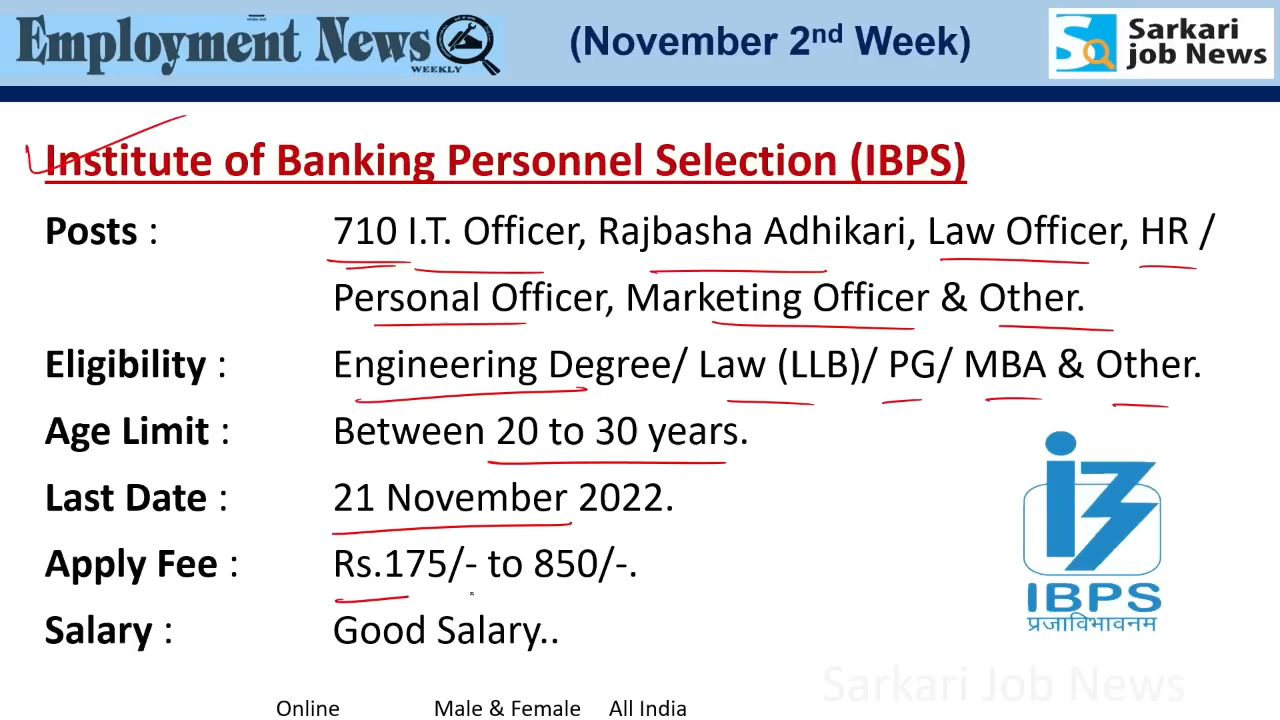 Employment News
WEEKLY
(November 2nd Week)
Sarkari
job News
Institute of Banking Personnel Selection (IBPS)
Posts : 710 I.T. Officer, Rajbasha Adhikari, Law Officer, HR /
Personal Officer, Marketing Officer & Other.
Eligibility : Engineering Degree/ Law (LLB)/ PG/ MBA & Other.
Age Limit : Between 20 to 30 years.
Last Date : 21 November 2022.
Apply Fee : Rs.175/- to 850/-.
Salary : Good Salary..
IBPS
प्रजाविभावनम
Sarkari Job News
Online Male & Female All India